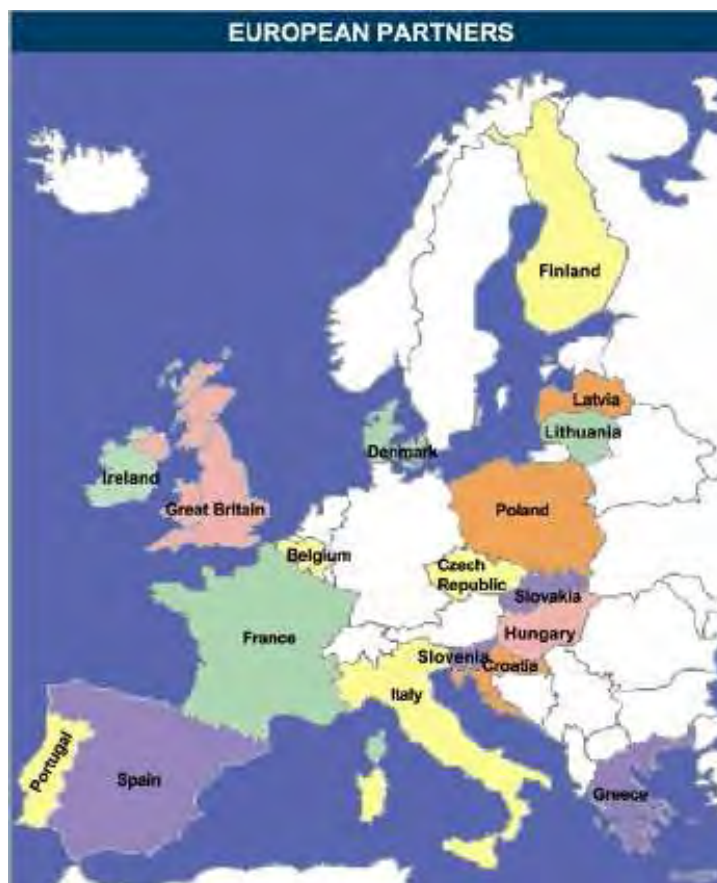 EUROPEAN PARTNERS
Finland
Latvia
Lithuania
Denmark
Ireland
Great Britain
Poland
Belgium
Czech
Republic
Slovakia
France
Hungary
Slovenia
Croatia
Italy
Portugal
Spain
Greece